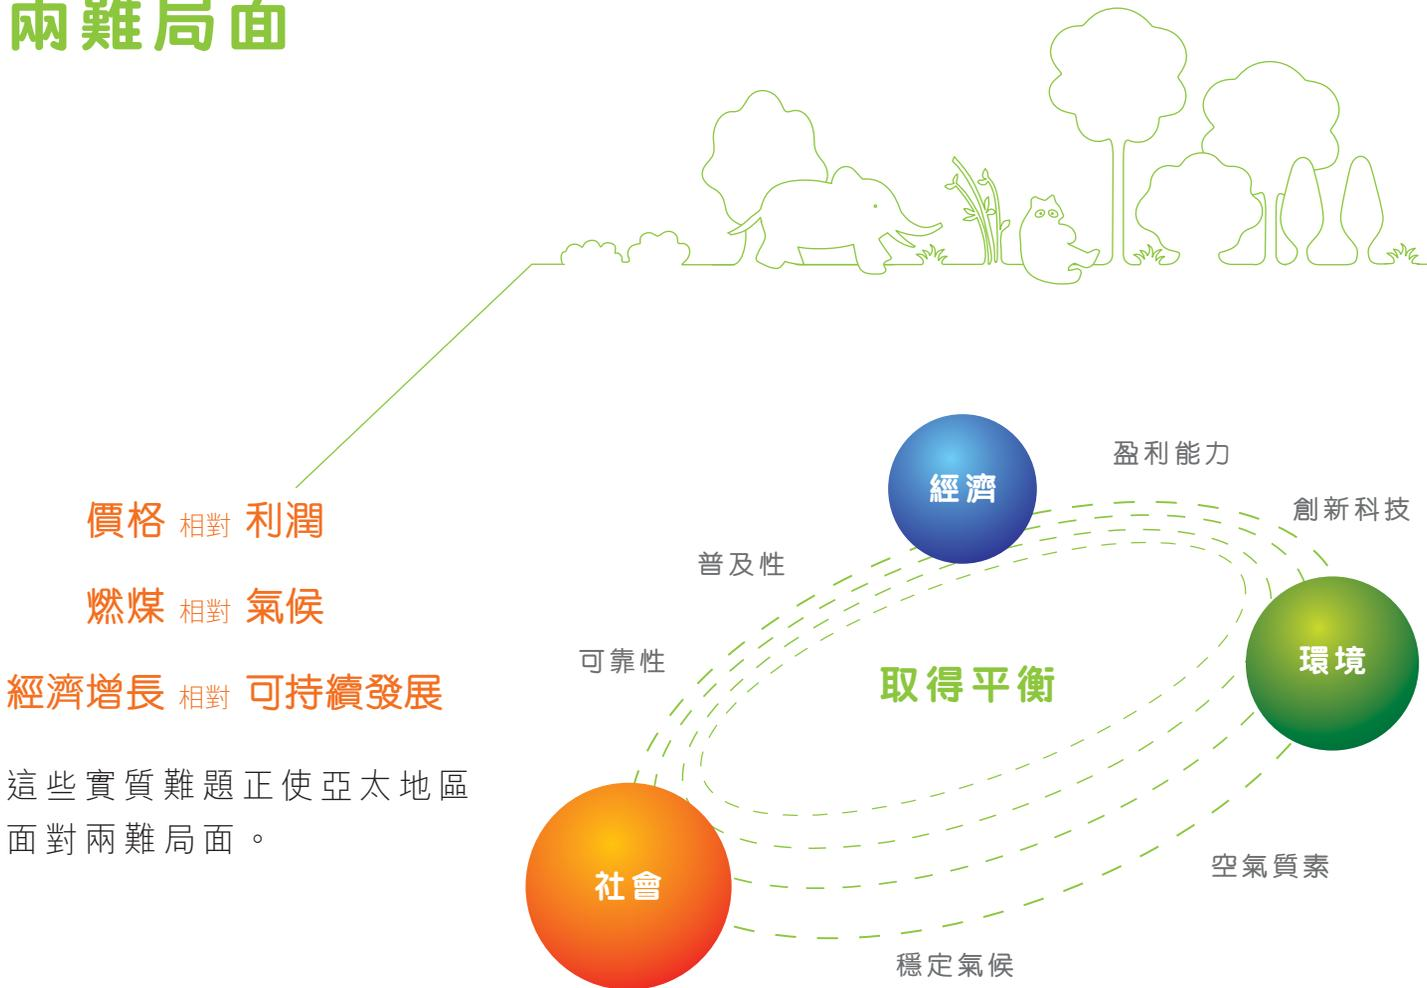 兩難局面
價格 相對 利潤
燃煤 相對 氣候
經濟增長 相對 可持續發展
這些實質難題正使亞太地區
面對兩難局面。
經濟
盈利能力
創新科技
普及性
可靠性
取得平衡
環境
社會
空氣質素
穩定氣候